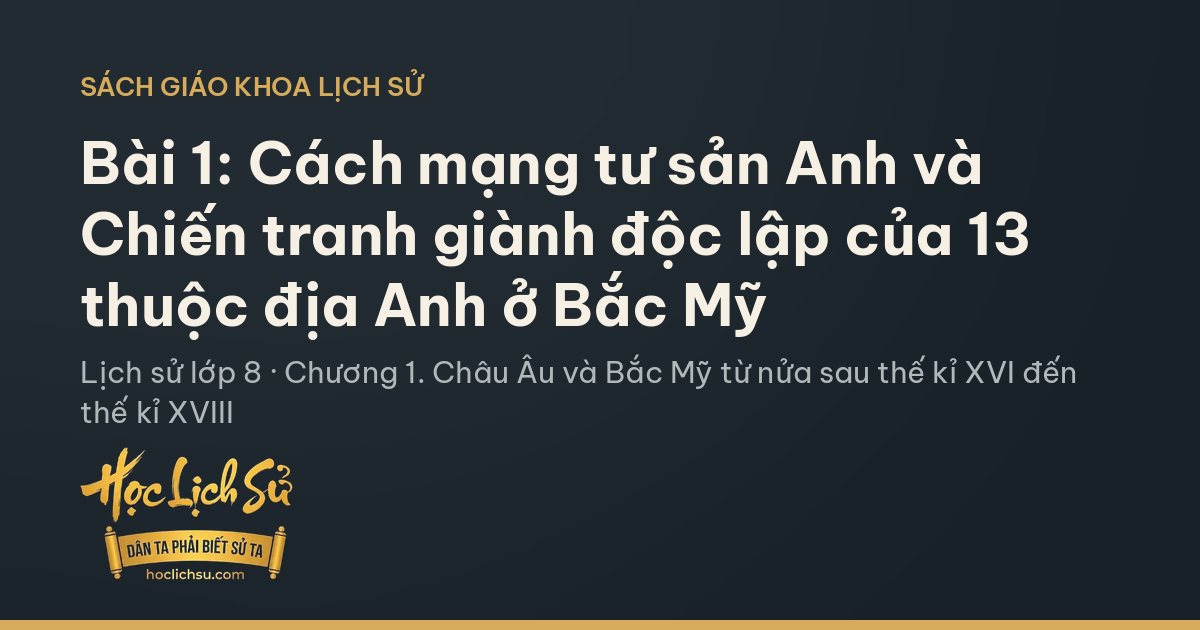 SÁCH GIÁO KHOA LỊCH SỬ
Bài 1: Cách mạng tư sản Anh và
Chiến tranh giành độc lập của 13
thuộc địa Anh ở Bắc Mỹ
Lịch sử lớp 8 · Chương 1. Châu Âu và Bắc Mỹ từ nửa sau thế kỉ XVI đến
thế kỉ XVIII
Học Lịch Sử
DÂN TA PHẢI BIẾT SỬ TA
hoclichsu.com